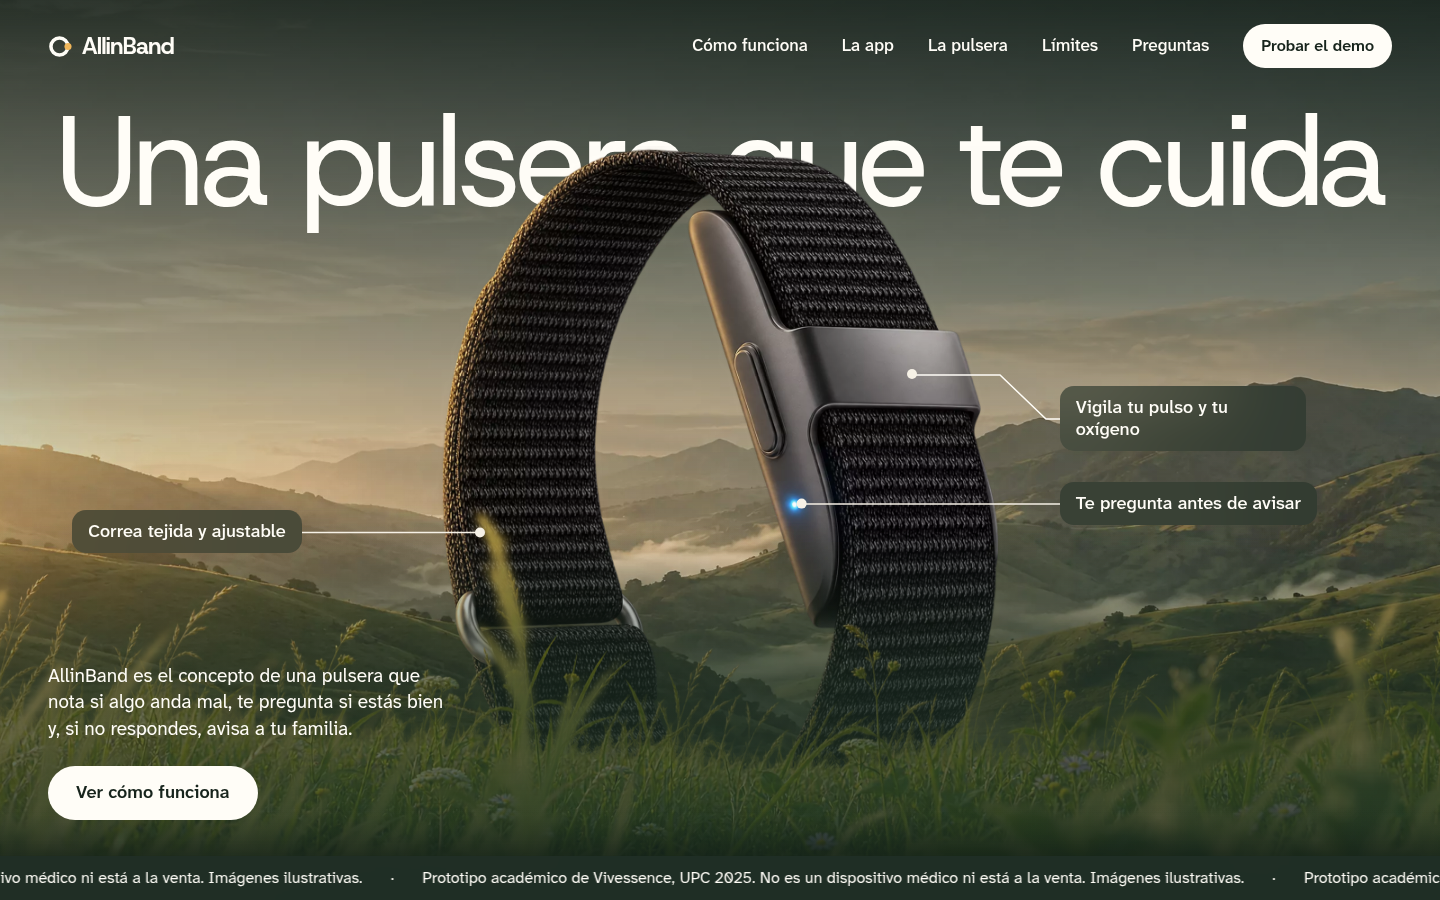 AllinBand
Cómo funciona
La app
La pulsera
Límites
Preguntas
Probar el demo
Una pulsera que te cuida
Vigila tu pulso y tu
oxígeno
Te pregunta antes de avisar
Correa tejida y ajustable
AllinBand es el concepto de una pulsera que
nota si algo anda mal, te pregunta si estás bien
y, si no respondes, avisa a tu familia.
Ver cómo funciona
ivo médico ni está a la venta. Imágenes ilustrativas. · Prototipo académico de Vivessence, UPC 2025. No es un dispositivo médico ni está a la venta. Imágenes ilustrativas. · Prototipo académic